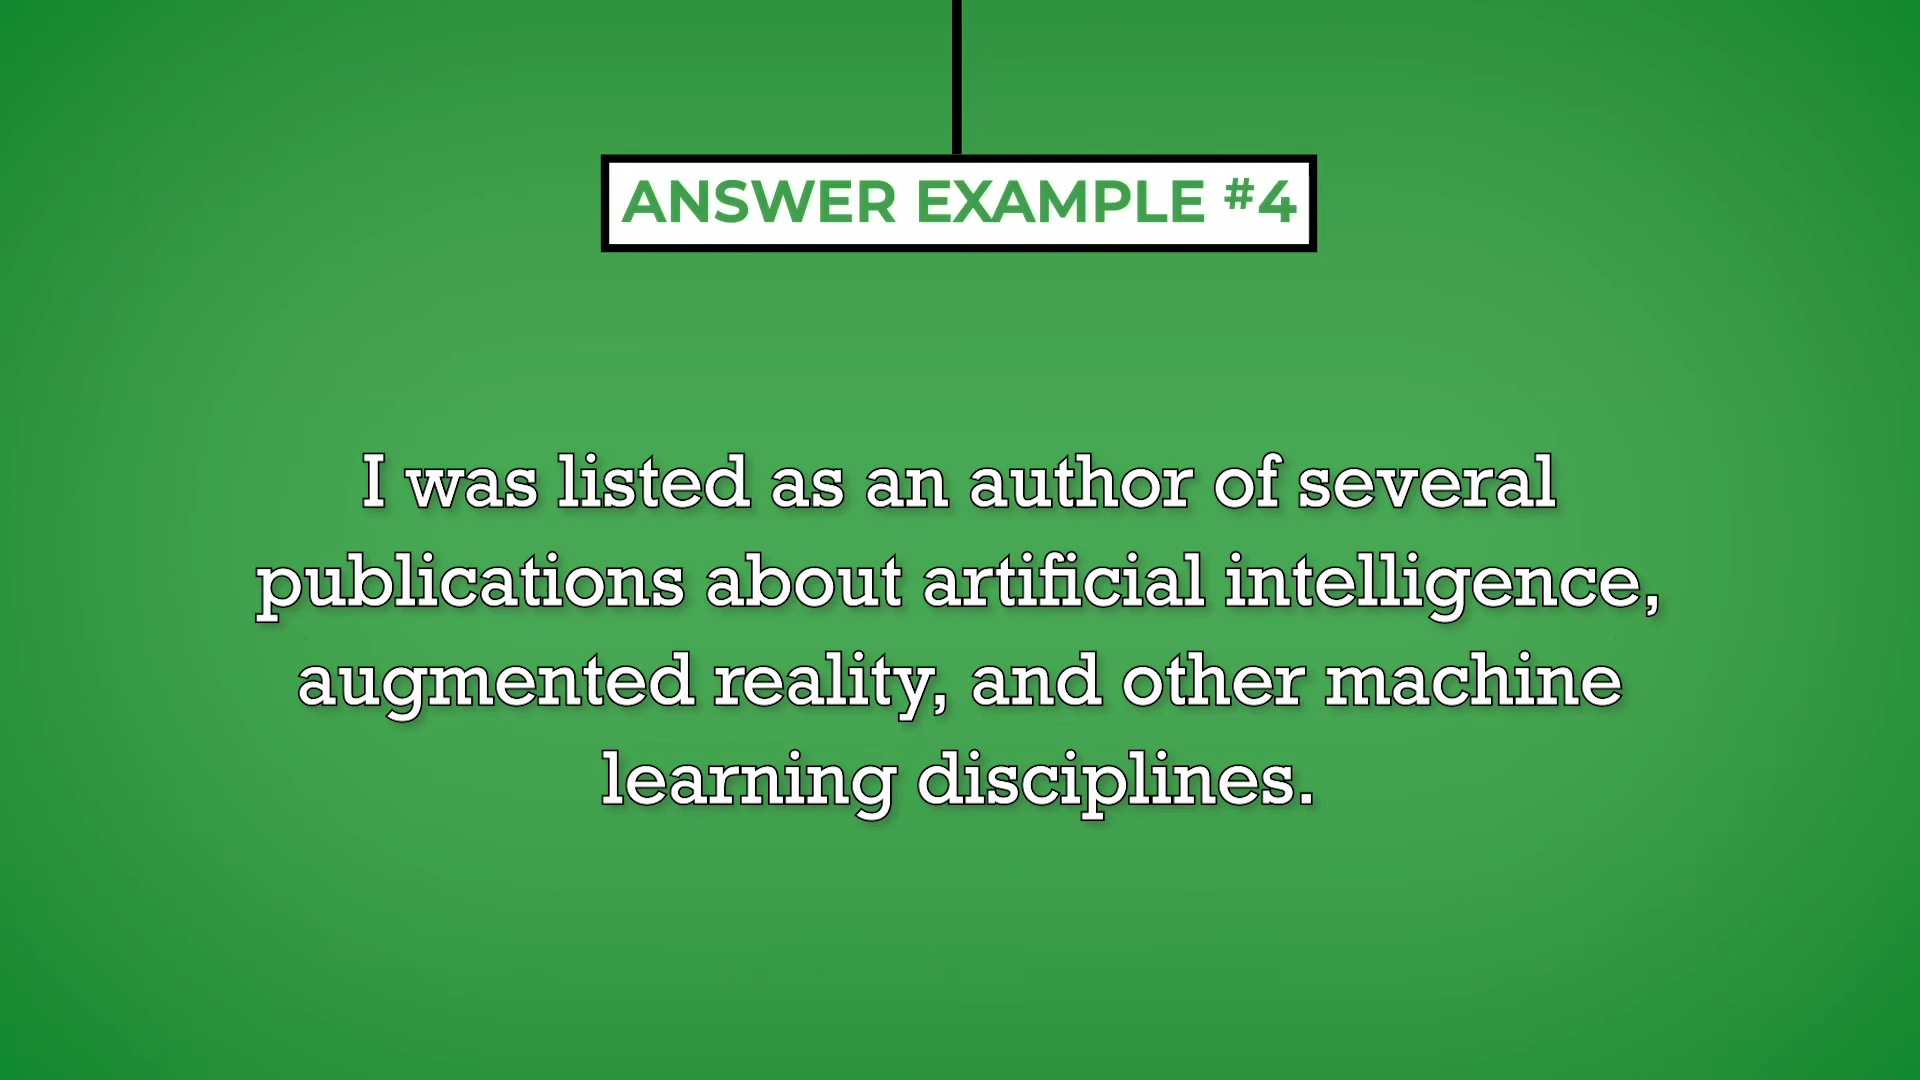 ANSWER EXAMPLE #4
I was listed as an author of several
publications about artificial intelligence,
augmented reality, and other machine
learning disciplines.